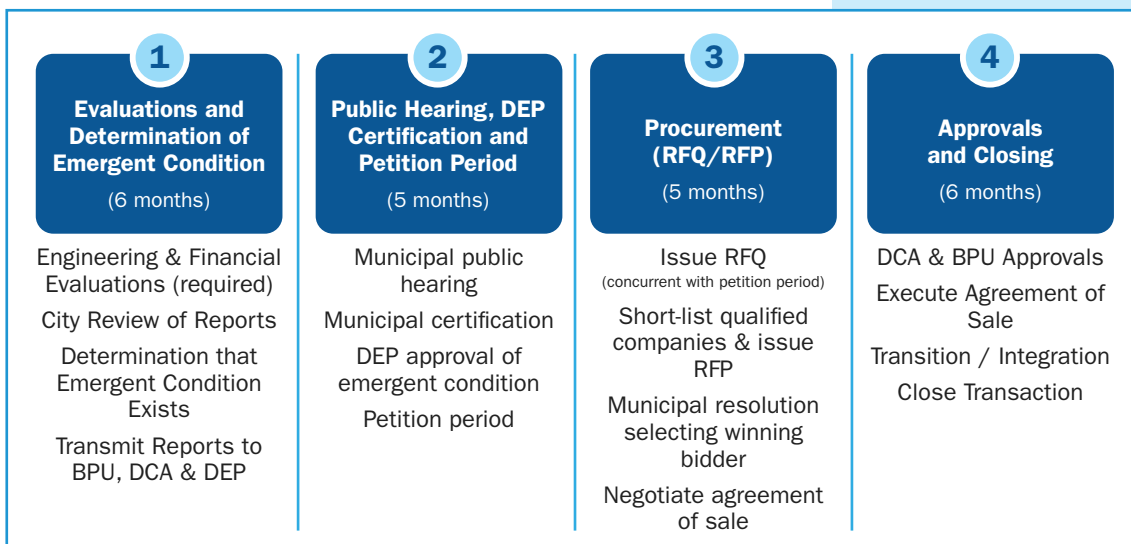 1
Evaluations and
Determination of
Emergent Condition
(6 months)
Engineering & Financial
Evaluations (required)
City Review of Reports
Determination that
Emergent Condition
Exists
Transmit Reports to
BPU, DCA & DEP
2
Public Hearing, DEP
Certification and
Petition Period
(5 months)
Municipal public
hearing
Municipal certification
DEP approval of
emergent condition
Petition period
3
Procurement
(RFQ/RFP)
(5 months)
Issue RFQ
(concurrent with petition period)
Short-list qualified
companies & issue
RFP
Municipal resolution
selecting winning
bidder
Negotiate agreement
of sale
4
Approvals
and Closing
(6 months)
DCA & BPU Approvals
Execute Agreement of
Sale
Transition / Integration
Close Transaction